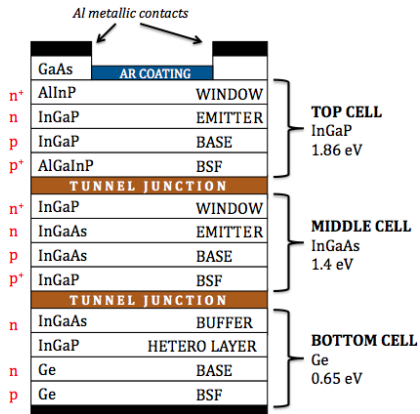 Al metallic contacts
GaAs AR COATING
n+ AlInP WINDOW
n InGaP EMITTER
p InGaP BASE
p+ AlGaInP BSF
TOP CELL
InGaP
1.86 eV
TUNNEL JUNCTION
n+ InGaP WINDOW
n InGaAs EMITTER
p InGaAs BASE
p+ InGaP BSF
MIDDLE CELL
InGaAs
1.4 eV
TUNNEL JUNCTION
n InGaAs BUFFER
InGaP HETERO LAYER
n Ge BASE
p Ge BSF
BOTTOM CELL
Ge
0.65 eV